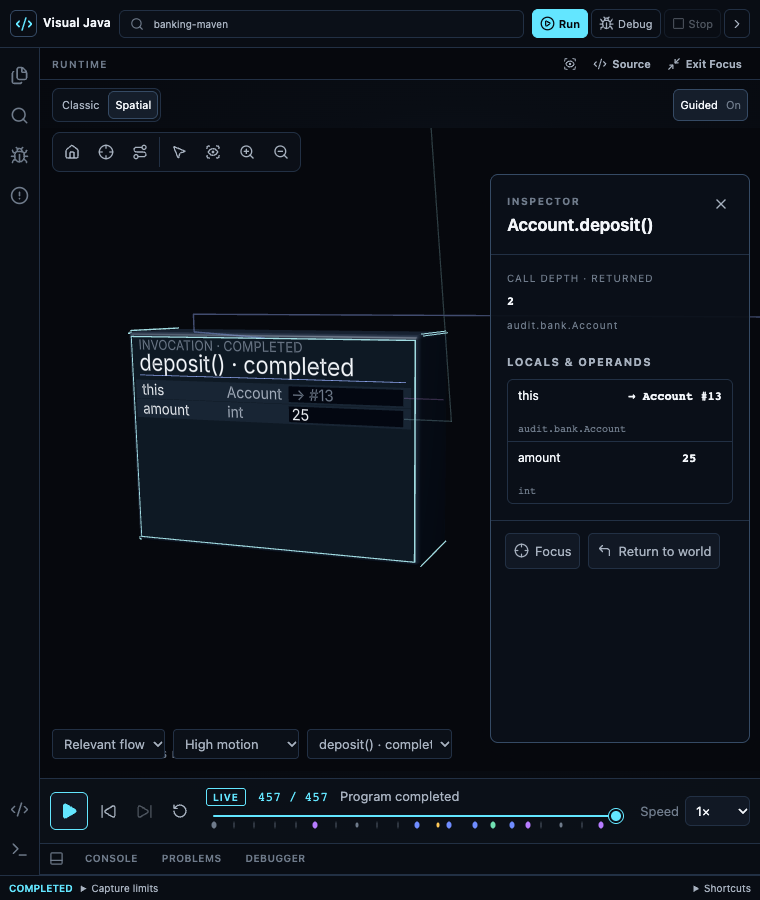 Visual Java
banking-maven
Run
Debug
Stop
RUNTIME
Source
Exit Focus
Classic
Spatial
Guided On
INSPECTOR
Account.deposit()
CALL DEPTH · RETURNED
2
audit.bank.Account
LOCALS & OPERANDS
this → Account #13
audit.bank.Account
amount 25
int
Focus
Return to world
INVOCATION · COMPLETED
deposit() · completed
this Account → #13
amount int 25
Relevant flow
High motion
deposit() · complet
LIVE 457 / 457 Program completed
Speed 1×
CONSOLE
PROBLEMS
DEBUGGER
COMPLETED
Capture limits
Shortcuts